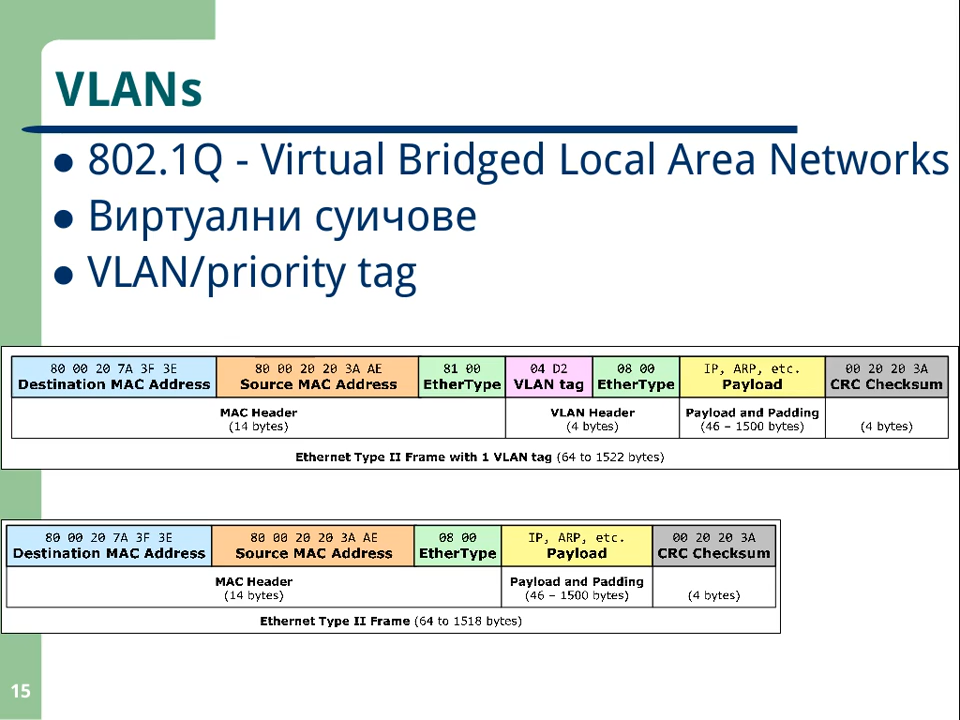 VLANs
802.1Q - Virtual Bridged Local Area Networks
Виртуални суичове
VLAN/priority tag
80 00 20 7A 3F 3E 80 00 20 20 3A AE 81 00 04 D2 08 00 IP, ARP, etc. 00 20 20 3A
Destination MAC Address Source MAC Address EtherType VLAN tag EtherType Payload CRC Checksum
MAC Header VLAN Header Payload and Padding
(14 bytes) (4 bytes) (46 – 1500 bytes) (4 bytes)
Ethernet Type II Frame with 1 VLAN tag (64 to 1522 bytes)
80 00 20 7A 3F 3E 80 00 20 20 3A AE 08 00 IP, ARP, etc. 00 20 20 3A
Destination MAC Address Source MAC Address EtherType Payload CRC Checksum
MAC Header Payload and Padding
(14 bytes) (46 – 1500 bytes) (4 bytes)
Ethernet Type II Frame (64 to 1518 bytes)
15